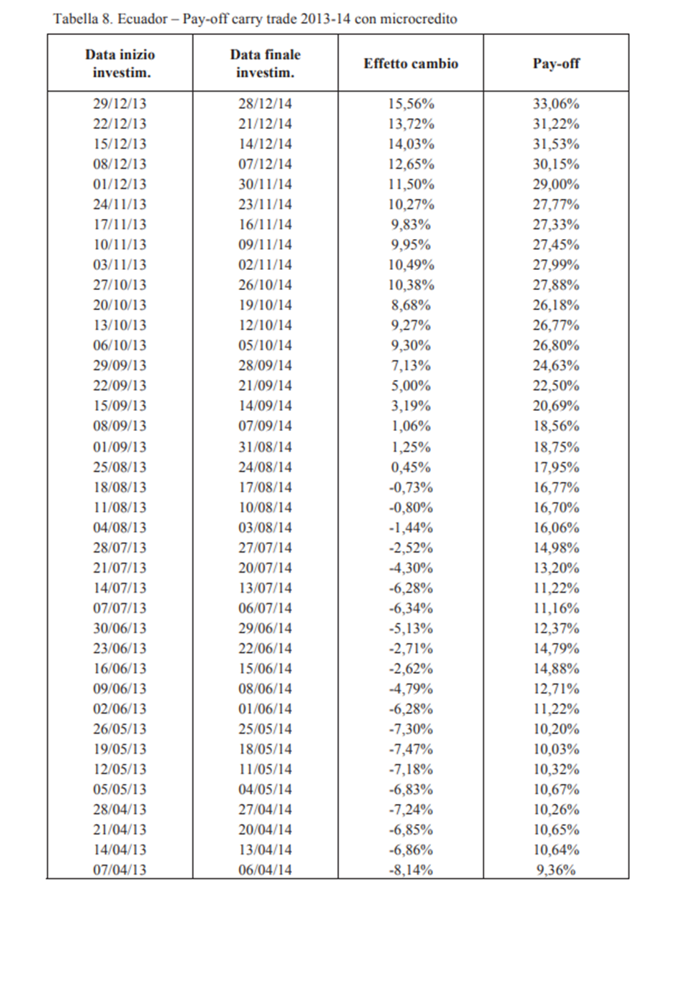 Tabella 8. Ecuador – Pay-off carry trade 2013-14 con microcredito
Data inizio investim. Data finale investim. Effetto cambio Pay-off
29/12/13 28/12/14 15,56% 33,06%
22/12/13 21/12/14 13,72% 31,22%
15/12/13 14/12/14 14,03% 31,53%
08/12/13 07/12/14 12,65% 30,15%
01/12/13 30/11/14 11,50% 29,00%
24/11/13 23/11/14 10,27% 27,77%
17/11/13 16/11/14 9,83% 27,33%
10/11/13 09/11/14 9,95% 27,45%
03/11/13 02/11/14 10,49% 27,99%
27/10/13 26/10/14 10,38% 27,88%
20/10/13 19/10/14 8,68% 26,18%
13/10/13 12/10/14 9,27% 26,77%
06/10/13 05/10/14 9,30% 26,80%
29/09/13 28/09/14 7,13% 24,63%
22/09/13 21/09/14 5,00% 22,50%
15/09/13 14/09/14 3,19% 20,69%
08/09/13 07/09/14 1,06% 18,56%
01/09/13 31/08/14 1,25% 18,75%
25/08/13 24/08/14 0,45% 17,95%
18/08/13 17/08/14 -0,73% 16,77%
11/08/13 10/08/14 -0,80% 16,70%
04/08/13 03/08/14 -1,44% 16,06%
28/07/13 27/07/14 -2,52% 14,98%
21/07/13 20/07/14 -4,30% 13,20%
14/07/13 13/07/14 -6,28% 11,22%
07/07/13 06/07/14 -6,34% 11,16%
30/06/13 29/06/14 -5,13% 12,37%
23/06/13 22/06/14 -2,71% 14,79%
16/06/13 15/06/14 -2,62% 14,88%
09/06/13 08/06/14 -4,79% 12,71%
02/06/13 01/06/14 -6,28% 11,22%
26/05/13 25/05/14 -7,30% 10,20%
19/05/13 18/05/14 -7,47% 10,03%
12/05/13 11/05/14 -7,18% 10,32%
05/05/13 04/05/14 -6,83% 10,67%
28/04/13 27/04/14 -7,24% 10,26%
21/04/13 20/04/14 -6,85% 10,65%
14/04/13 13/04/14 -6,86% 10,64%
07/04/13 06/04/14 -8,14% 9,36%